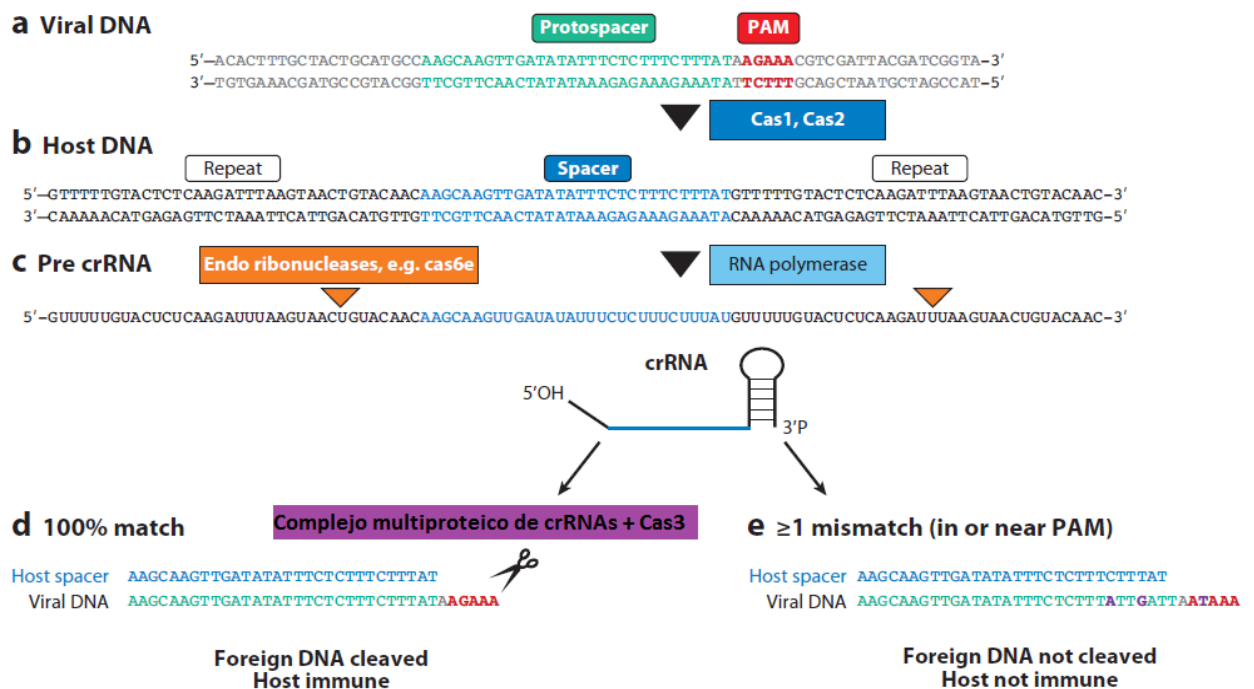 a Viral DNA
Protospacer
PAM
5′–ACACTTTGCTACTGCATGCCAAGCAAGTTGATATATTTCTCTTTCTTTATAAGAAACGTCGATTACGATCGGTA-3′
3′–TGTGAAACGATGCCGTACGGTTCGTTCAACTATATAAAGAGAAAGAAATATTCTTTGCAGCTAATGCTAGCCAT-5′
Cas1, Cas2
b Host DNA
Repeat
Spacer
Repeat
5′–GTTTTTGTACTCTCAAGATTTAAGTAACTGTACAACAAGCAAGTTGATATATTTCTCTTTCTTTATGTTTTTGTACTCTCAAGATTTAAGTAACTGTACAAC-3′
3′–CAAAAACATGAGAGTTCTAAATTCATTGACATGTTGTTCGTTCAACTATATAAAGAGAAAGAAATACAAAAACATGAGAGTTCTAAATTCATTGACATGTTG-5′
c Pre crRNA
Endo ribonucleases, e.g. cas6e
RNA polymerase
5′–GUUUUUGUACUCUCAAGAUUUAAGUAACUGUACAACAAGCAAGUUGAUAUAUUUCUCUUUCUUUAUGUUUUUGUACUCUCAAGAUUUAAGUAACUGUACAAC-3′
crRNA
5′OH
3′P
d 100% match
Complejo multiproteico de crRNAs + Cas3
Host spacer AAGCAAGTTGATATATTTCTCTTTCTTTAT
Viral DNA AAGCAAGTTGATATATTTCTCTTTCTTTATAAGAAA
Foreign DNA cleaved
Host immune
e ≥1 mismatch (in or near PAM)
Host spacer AAGCAAGTTGATATATTTCTCTTTCTTTAT
Viral DNA AAGCAAGTTGATATATTTCTCTTTATTGATTAATAAA
Foreign DNA not cleaved
Host not immune